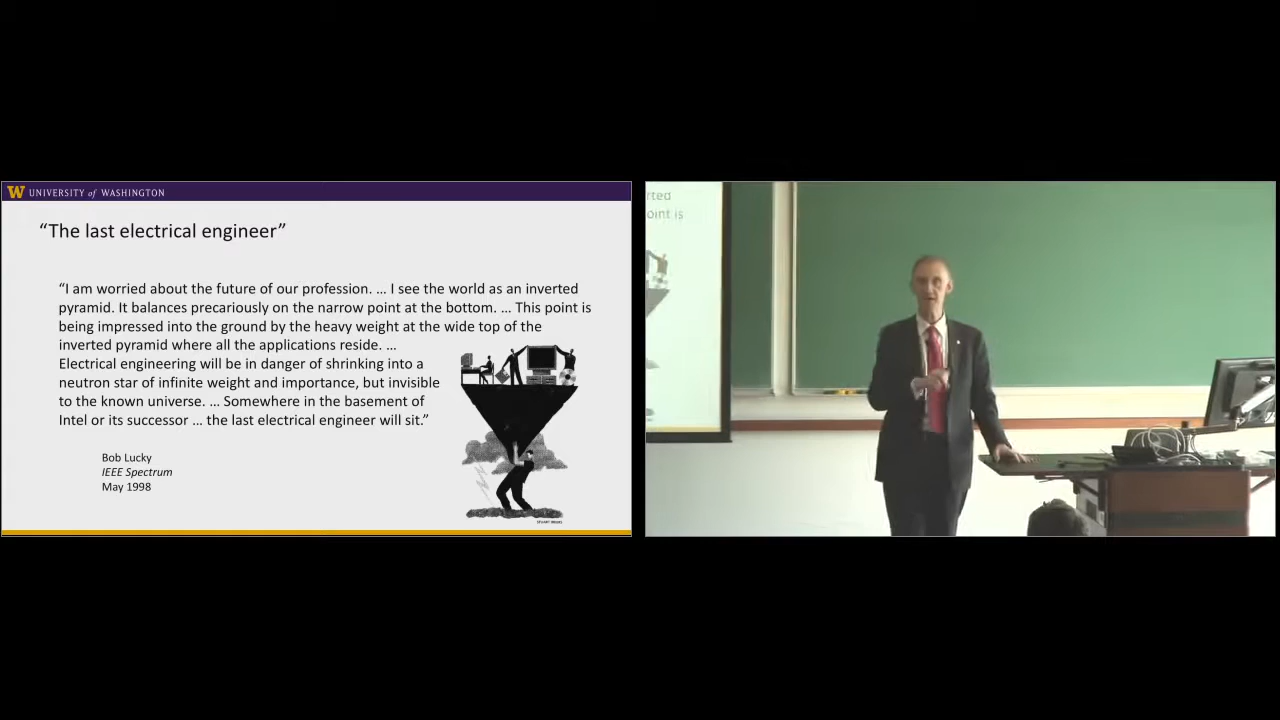 W UNIVERSITY of WASHINGTON
“The last electrical engineer”
“I am worried about the future of our profession. … I see the world as an inverted
pyramid. It balances precariously on the narrow point at the bottom. … This point is
being impressed into the ground by the heavy weight at the wide top of the
inverted pyramid where all the applications reside. …
Electrical engineering will be in danger of shrinking into a
neutron star of infinite weight and importance, but invisible
to the known universe. … Somewhere in the basement of
Intel or its successor … the last electrical engineer will sit.”
Bob Lucky
IEEE Spectrum
May 1998
rted
oint is